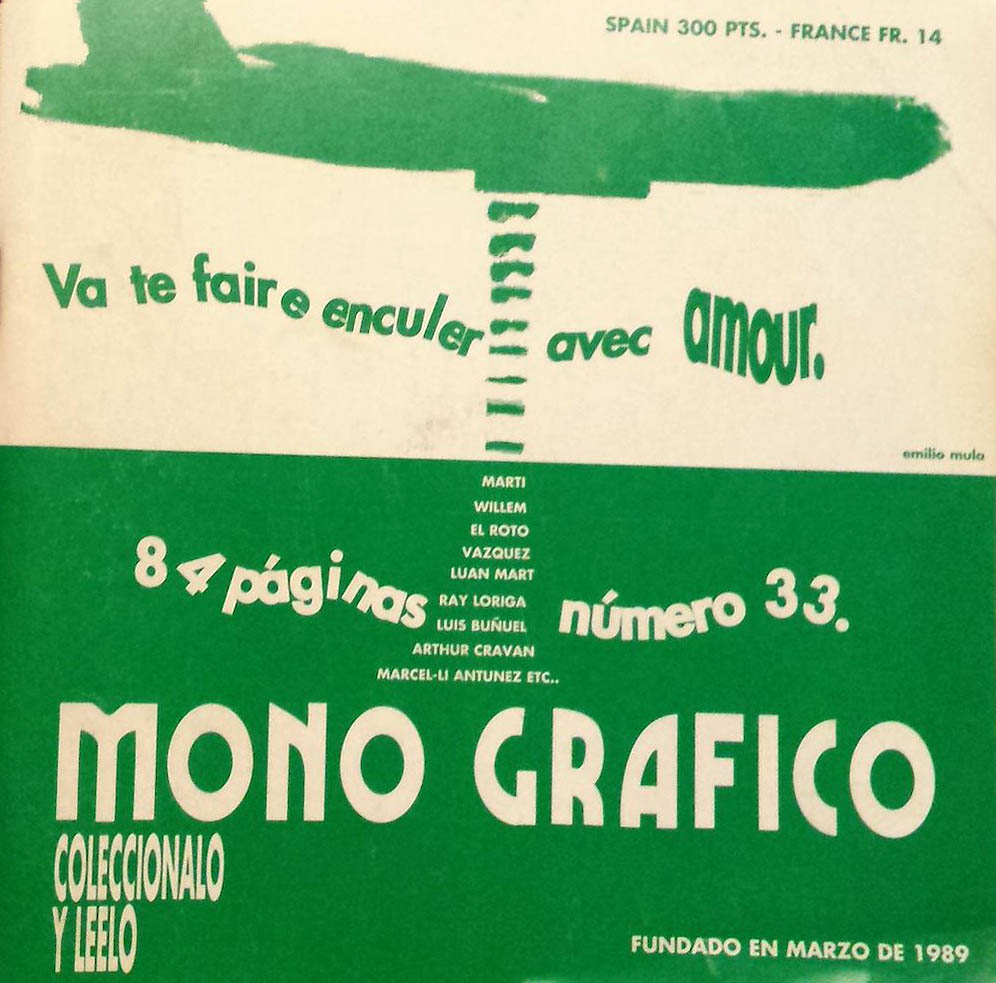 SPAIN 300 PTS. - FRANCE FR. 14
Va te faire enculer avec amour.
emilio mula
MARTI
WILLEM
EL ROTO
VAZQUEZ
LUAN MART
RAY LORIGA
LUIS BUÑUEL
ARTHUR CRAVAN
MARCEL-LI ANTUNEZ ETC..
84 páginas número 33.
MONO GRAFICO
COLECCIONALO
Y LEELO
FUNDADO EN MARZO DE 1989